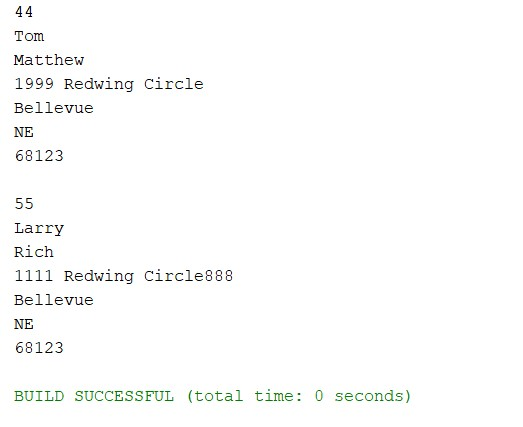 44
Tom
Matthew
1999 Redwing Circle
Bellevue
NE
68123
55
Larry
Rich
1111 Redwing Circle888
Bellevue
NE
68123
BUILD SUCCESSFUL (total time: 0 seconds)